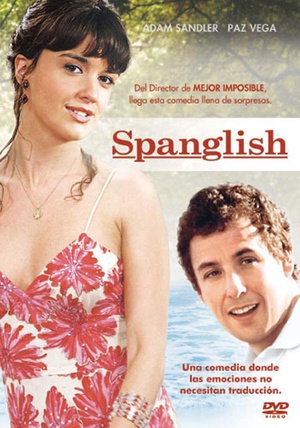 ADAM SANDLER PAZ VEGA
Del Director de MEJOR IMPOSIBLE,
llega esta comedia llena de sorpresas.
Spanglish
Una comedia donde
las emociones no
necesitan traducción.
DVD
VIDEO